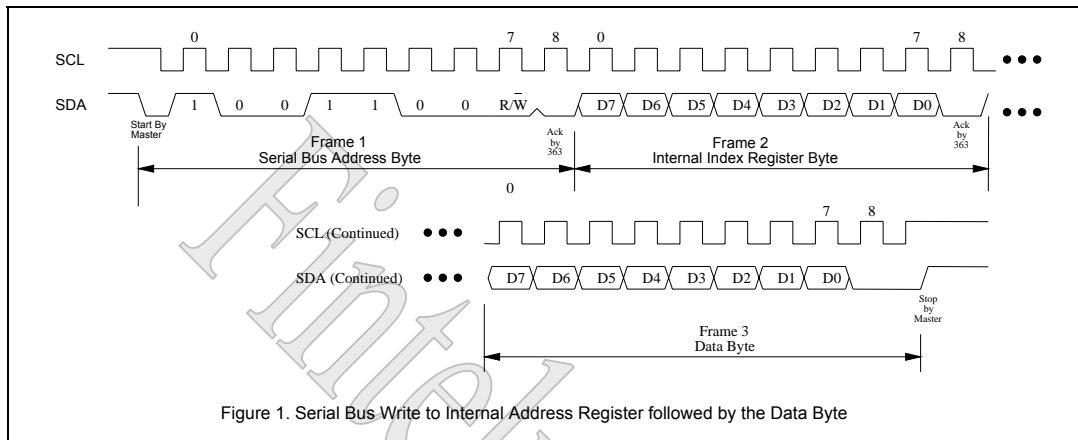 0 7 8 0 7 8
SCL
SDA 1 0 0 1 1 0 0 R/W D7 D6 D5 D4 D3 D2 D1 D0
Start By
Master
Ack
by
363
Ack
by
363
Frame 1
Serial Bus Address Byte
Frame 2
Internal Index Register Byte
0
7 8
SCL (Continued)
SDA (Continued) D7 D6 D5 D4 D3 D2 D1 D0
Stop
by
Master
Frame 3
Data Byte
Fintek
Figure 1. Serial Bus Write to Internal Address Register followed by the Data Byte